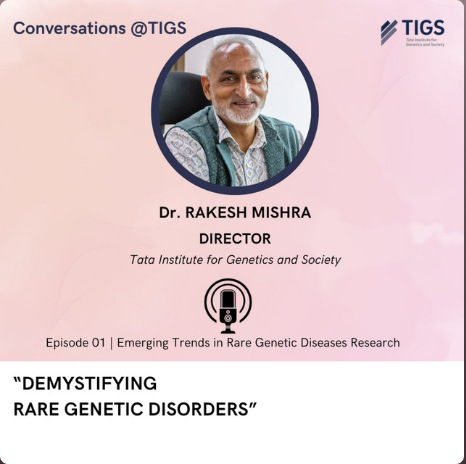 Conversations @TIGS
TIGS
Tata Institute for
Genetics and Society
Dr. RAKESH MISHRA
DIRECTOR
Tata Institute for Genetics and Society
Episode 01 | Emerging Trends in Rare Genetic Diseases Research
“DEMYSTIFYING
RARE GENETIC DISORDERS”